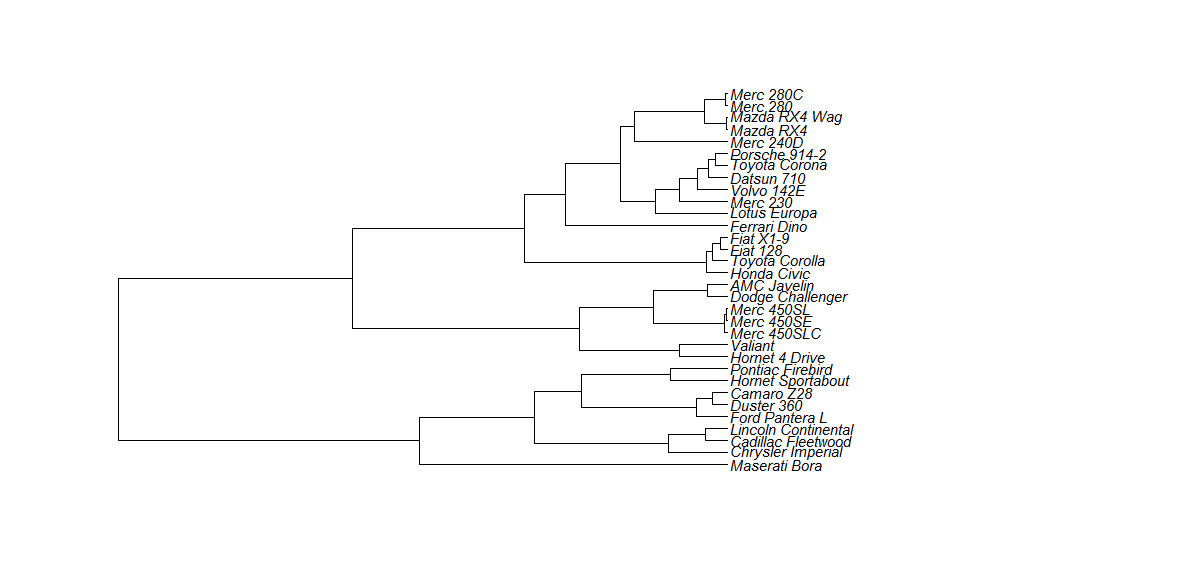 Merc 280C
Merc 280
Mazda RX4 Wag
Mazda RX4
Merc 240D
Porsche 914-2
Toyota Corona
Datsun 710
Volvo 142E
Merc 230
Lotus Europa
Ferrari Dino
Fiat X1-9
Fiat 128
Toyota Corolla
Honda Civic
AMC Javelin
Dodge Challenger
Merc 450SL
Merc 450SE
Merc 450SLC
Valiant
Hornet 4 Drive
Pontiac Firebird
Hornet Sportabout
Camaro Z28
Duster 360
Ford Pantera L
Lincoln Continental
Cadillac Fleetwood
Chrysler Imperial
Maserati Bora